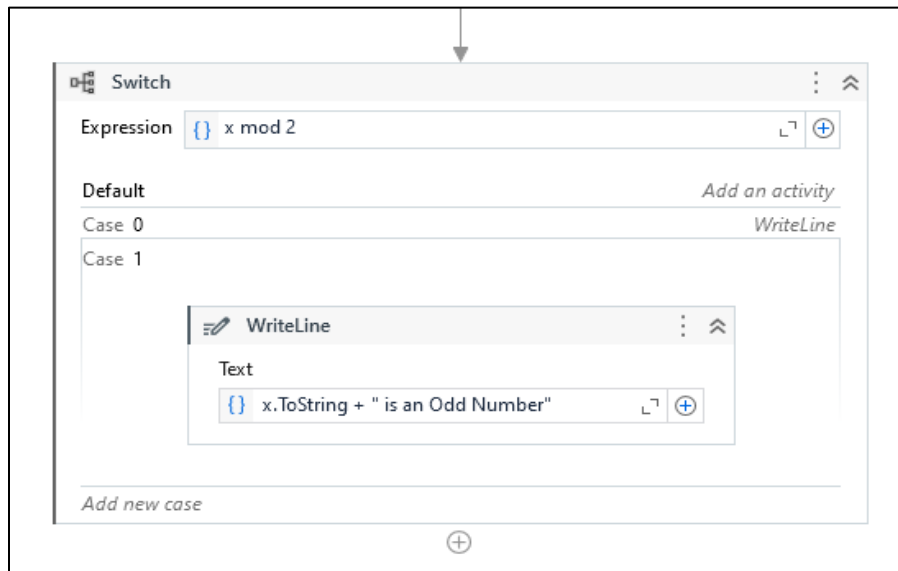 Switch
Expression {} x mod 2
Default Add an activity
Case 0 WriteLine
Case 1
WriteLine
Text
{} x.ToString + " is an Odd Number"
Add new case